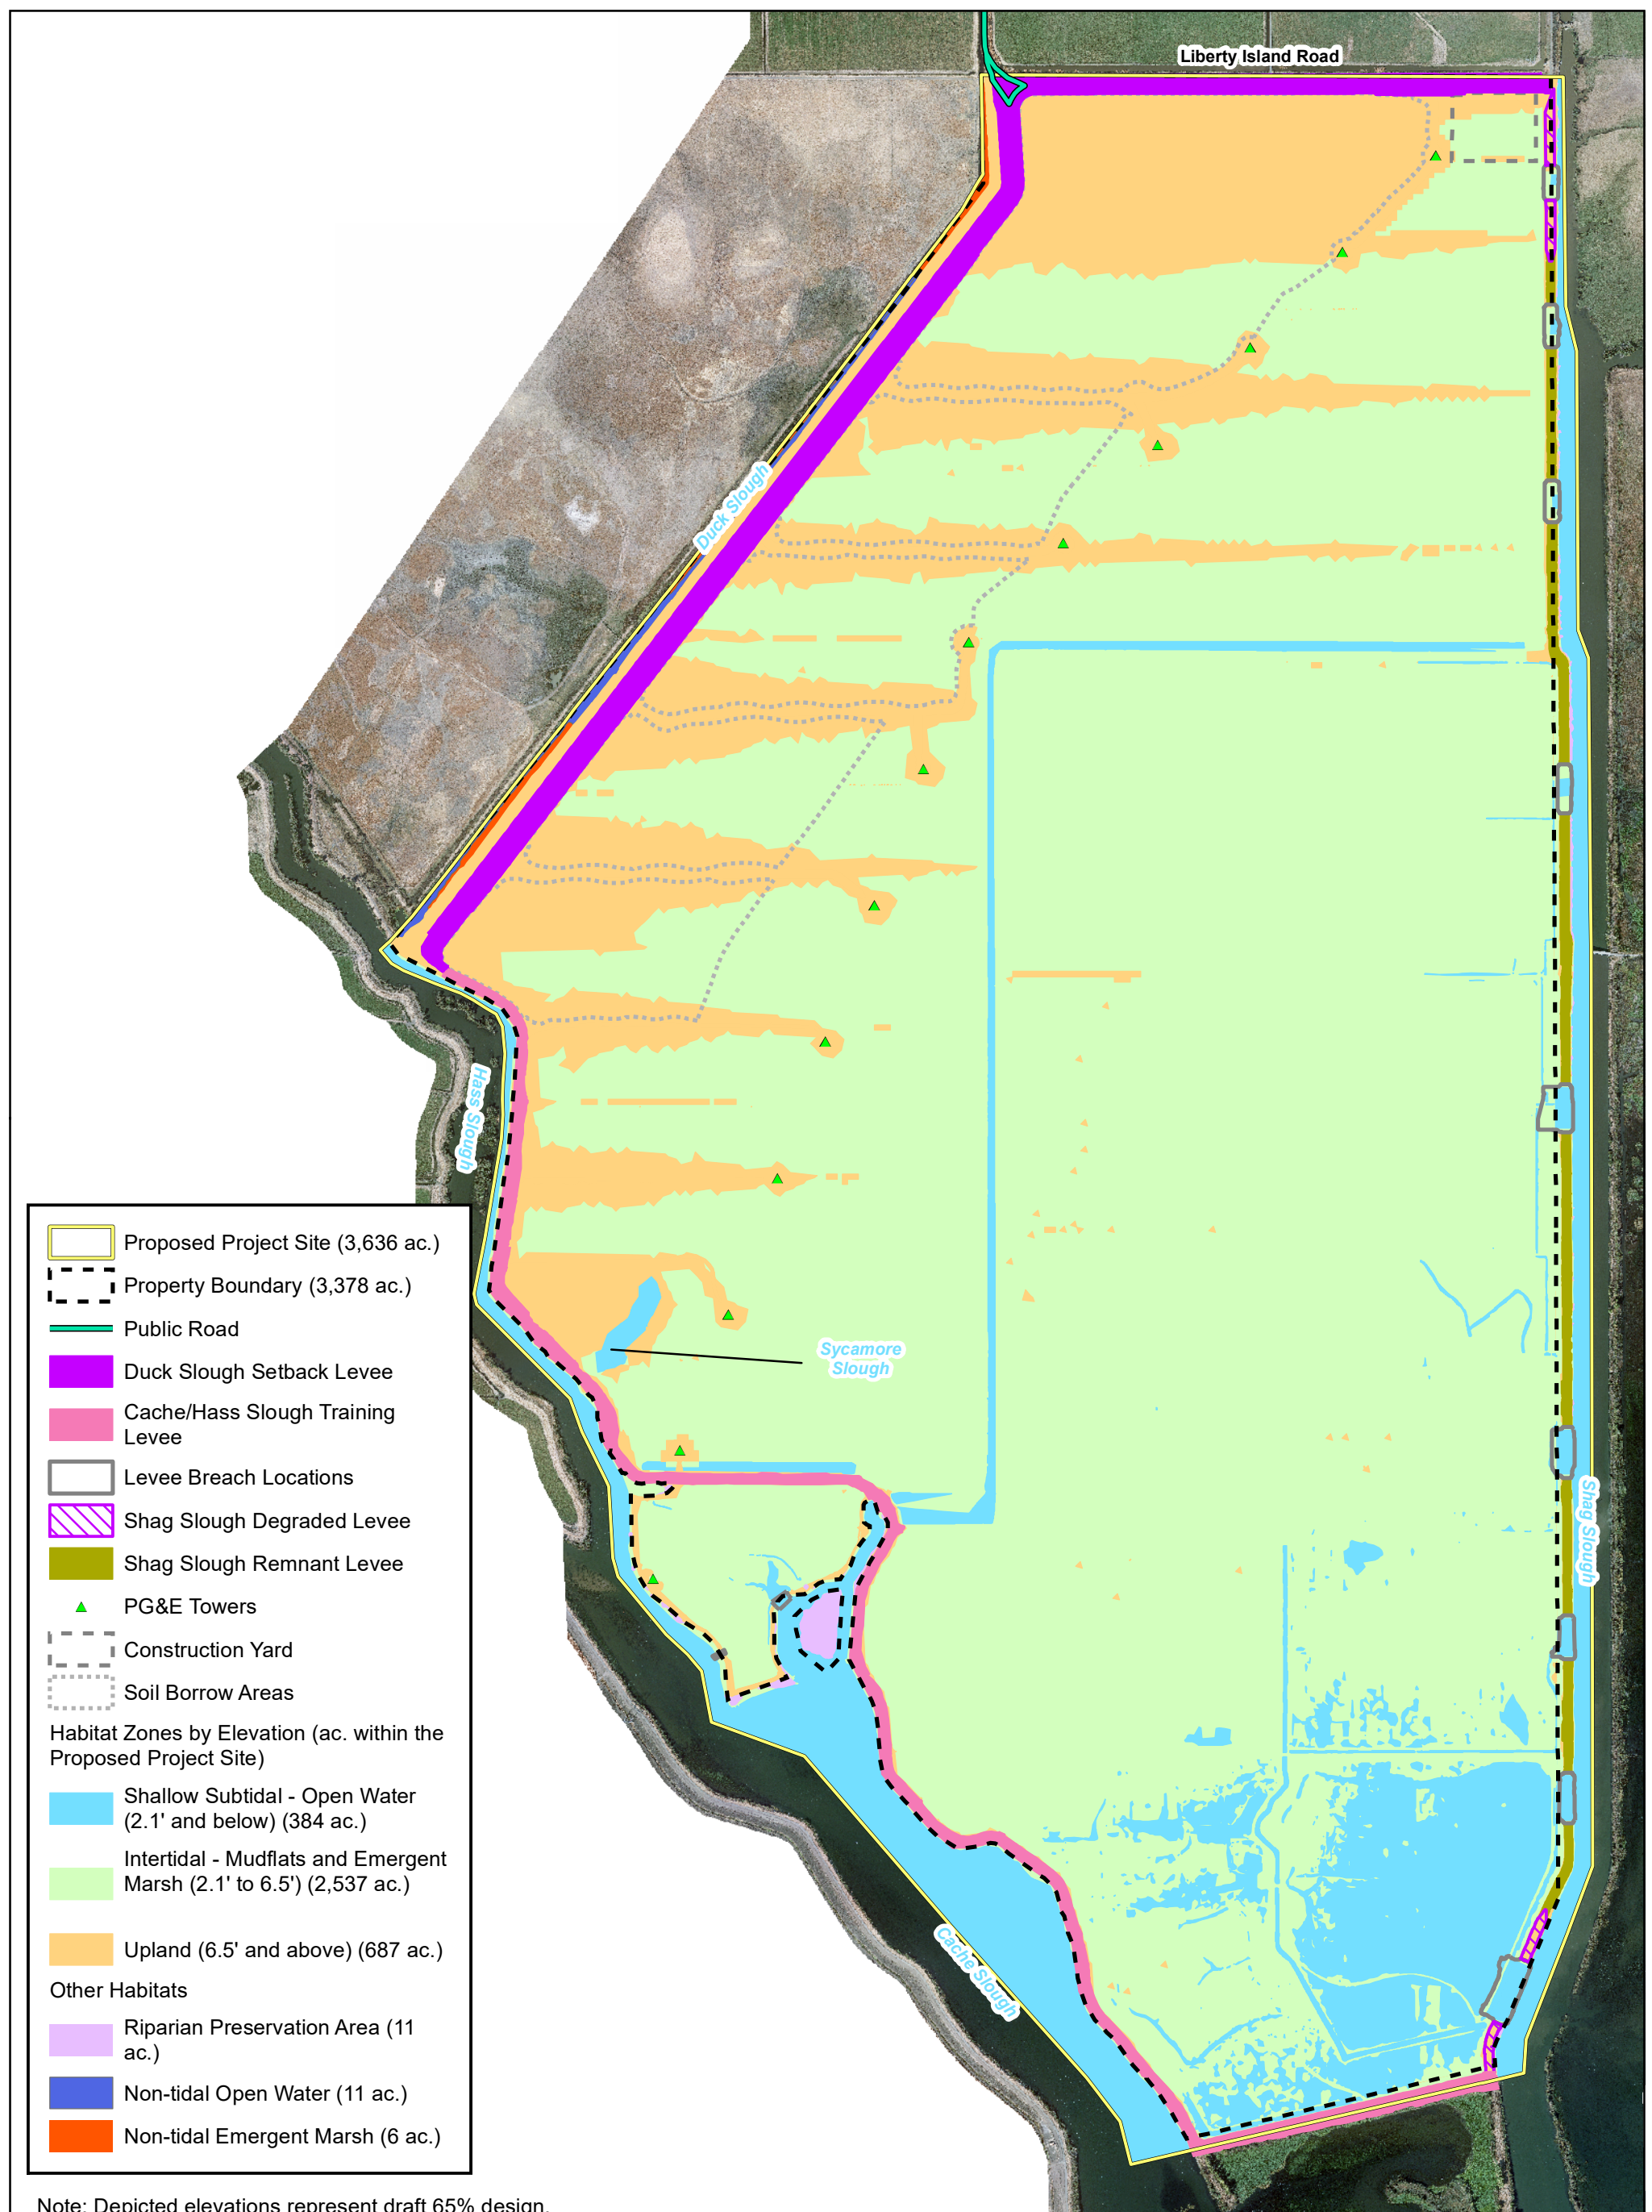 Liberty Island Road
Duck Slough
Hass Slough
Sycamore
Slough
Shag Slough
Cache Slough
Proposed Project Site (3,636 ac.)
Property Boundary (3,378 ac.)
Public Road
Duck Slough Setback Levee
Cache/Hass Slough Training
Levee
Levee Breach Locations
Shag Slough Degraded Levee
Shag Slough Remnant Levee
PG&E Towers
Construction Yard
Soil Borrow Areas
Habitat Zones by Elevation (ac. within the
Proposed Project Site)
Shallow Subtidal - Open Water
(2.1' and below) (384 ac.)
Intertidal - Mudflats and Emergent
Marsh (2.1' to 6.5') (2,537 ac.)
Upland (6.5' and above) (687 ac.)
Other Habitats
Riparian Preservation Area (11
ac.)
Non-tidal Open Water (11 ac.)
Non-tidal Emergent Marsh (6 ac.)
Note: Depicted elevations represent draft 65% design.